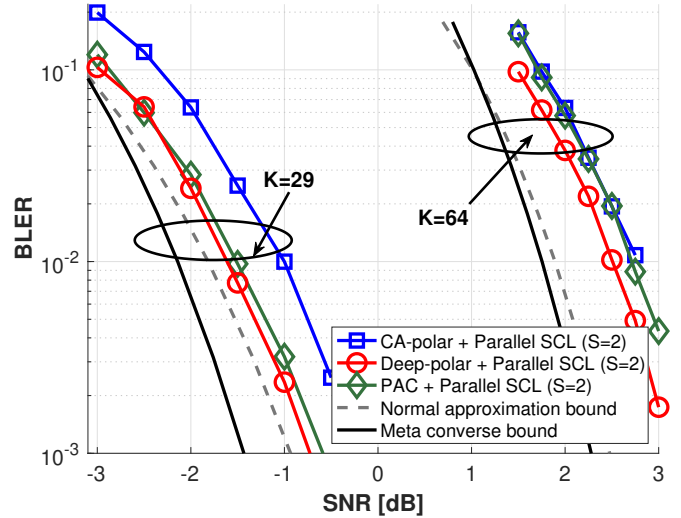 10^-1
10^-2
10^-3
BLER
K=29
K=64
CA-polar + Parallel SCL (S=2)
Deep-polar + Parallel SCL (S=2)
PAC + Parallel SCL (S=2)
Normal approximation bound
Meta converse bound
-3 -2 -1 0 1 2 3
SNR [dB]